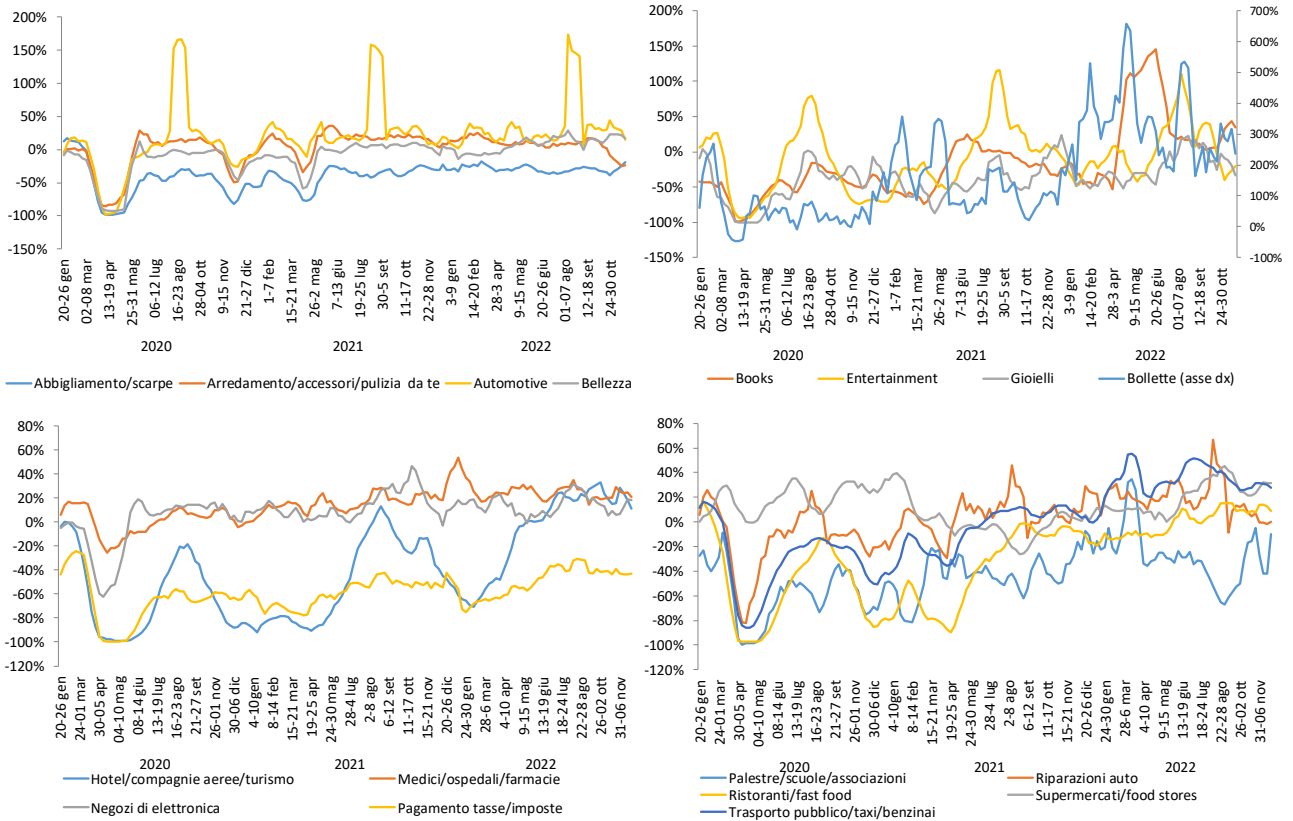 200%
150%
100%
50%
0%
-50%
-100%
-150%
20-26 gen
02-08 mar
13-19 apr
25-31 mag
06-12 lug
16-23 ago
28-04 ott
9-15 nov
21-27 dic
1-7 feb
15-21 mar
26-2 mag
7-13 giu
19-25 lug
30-5 set
11-17 ott
22-28 nov
3-9 gen
14-20 feb
28-03 apr
9-15 mag
20-26 giu
01-07 ago
12-18 set
24-30 ott
2020 2021 2022
Abbigliamento/scarpe Arredamento/accessori/pulizia da te Automotive Bellezza
200%
150%
100%
50%
0%
-50%
-100%
-150%
700%
600%
500%
400%
300%
200%
100%
0%
-100%
20-26 gen
02-08 mar
13-19 apr
25-31 mag
06-12 lug
16-23 ago
28-04 ott
9-15 nov
21-27 dic
1-7 feb
15-21 mar
26-2 mag
7-13 giu
19-25 lug
30-5 set
11-17 ott
22-28 nov
3-9 gen
14-20 feb
28-03 apr
9-15 mag
20-26 giu
01-07 ago
12-18 set
24-30 ott
2020 2021 2022
Books Entertainment Gioielli Bollette (asse dx)
80%
60%
40%
20%
0%
-20%
-40%
-60%
-80%
-100%
-120%
20-26 gen
24-01 mar
30-05 apr
04-10 mag
08-14 giu
13-19 lug
16-23 ago
21-27 set
26-01 nov
30-06 dic
4-10gen
8-14 feb
15-21 mar
19-25 apr
24-30 mag
28-4 lug
2-8 ago
6-12 set
11-17 ott
15-21 nov
20-26 dic
24-30 gen
28-6 mar
4-10 apr
9-15 mag
13-19 giu
18-24 lug
22-28 ago
26-02 ott
31-06 nov
2020 2021 2022
Hotel/compagnie aeree/turismo Medici/ospedali/farmacie
Negozi di elettronica Pagamento tasse/imposte
80%
60%
40%
20%
0%
-20%
-40%
-60%
-80%
-100%
-120%
20-26 gen
24-01 mar
30-05 apr
04-10 mag
08-14 giu
13-19 lug
16-23 ago
21-27 set
26-01 nov
30-06 dic
4-10gen
8-14 feb
15-21 mar
19-25 apr
24-30 mag
28-4 lug
2-8 ago
6-12 set
11-17 ott
15-21 nov
20-26 dic
24-30 gen
28-6 mar
4-10 apr
9-15 mag
13-19 giu
18-24 lug
22-28 ago
26-02 ott
31-06 nov
2020 2021 2022
Palestre/scuole/associazioni Riparazioni auto
Ristoranti/fast food Supermercati/food stores
Trasporto pubblico/taxi/benzinai